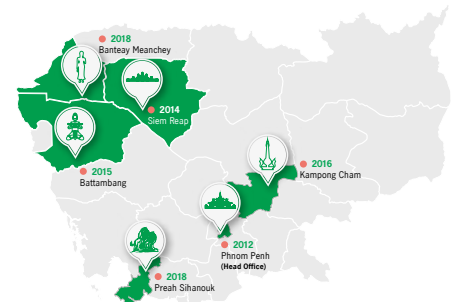 2018
Banteay Meanchey
2014
Siem Reap
2015
Battambang
2016
Kampong Cham
2012
Phnom Penh
(Head Office)
2018
Preah Sihanouk